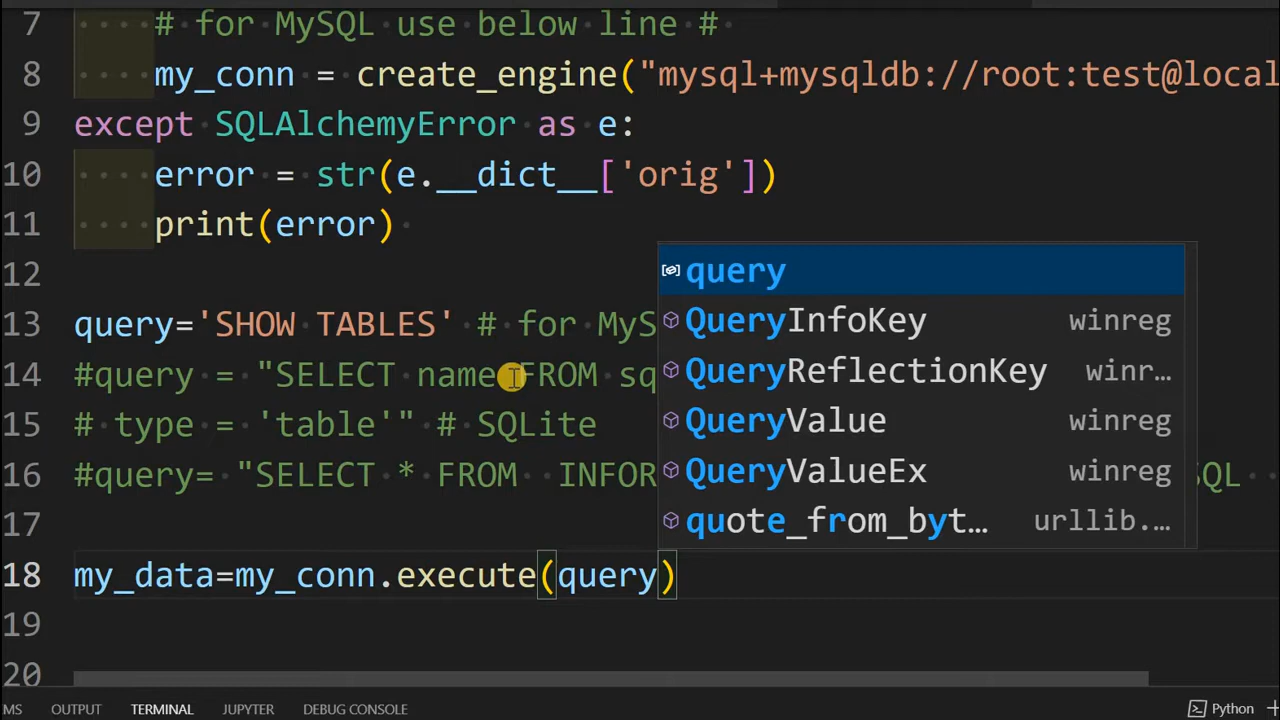 7 # for MySQL use below line #
8 my_conn = create_engine("mysql+mysqldb://root:test@local
9 except SQLAlchemyError as e:
10 error = str(e.__dict__['orig'])
11 print(error)
12
13 query='SHOW TABLES' # for MyS
14 #query = "SELECT name FROM sq
15 # type = 'table'" # SQLite
16 #query= "SELECT * FROM INFOR SQL
17
18 my_data=my_conn.execute(query)
19
20
query
QueryInfoKey winreg
QueryReflectionKey winr…
QueryValue winreg
QueryValueEx winreg
quote_from_byt… urllib.…
MS OUTPUT TERMINAL JUPYTER DEBUG CONSOLE Python